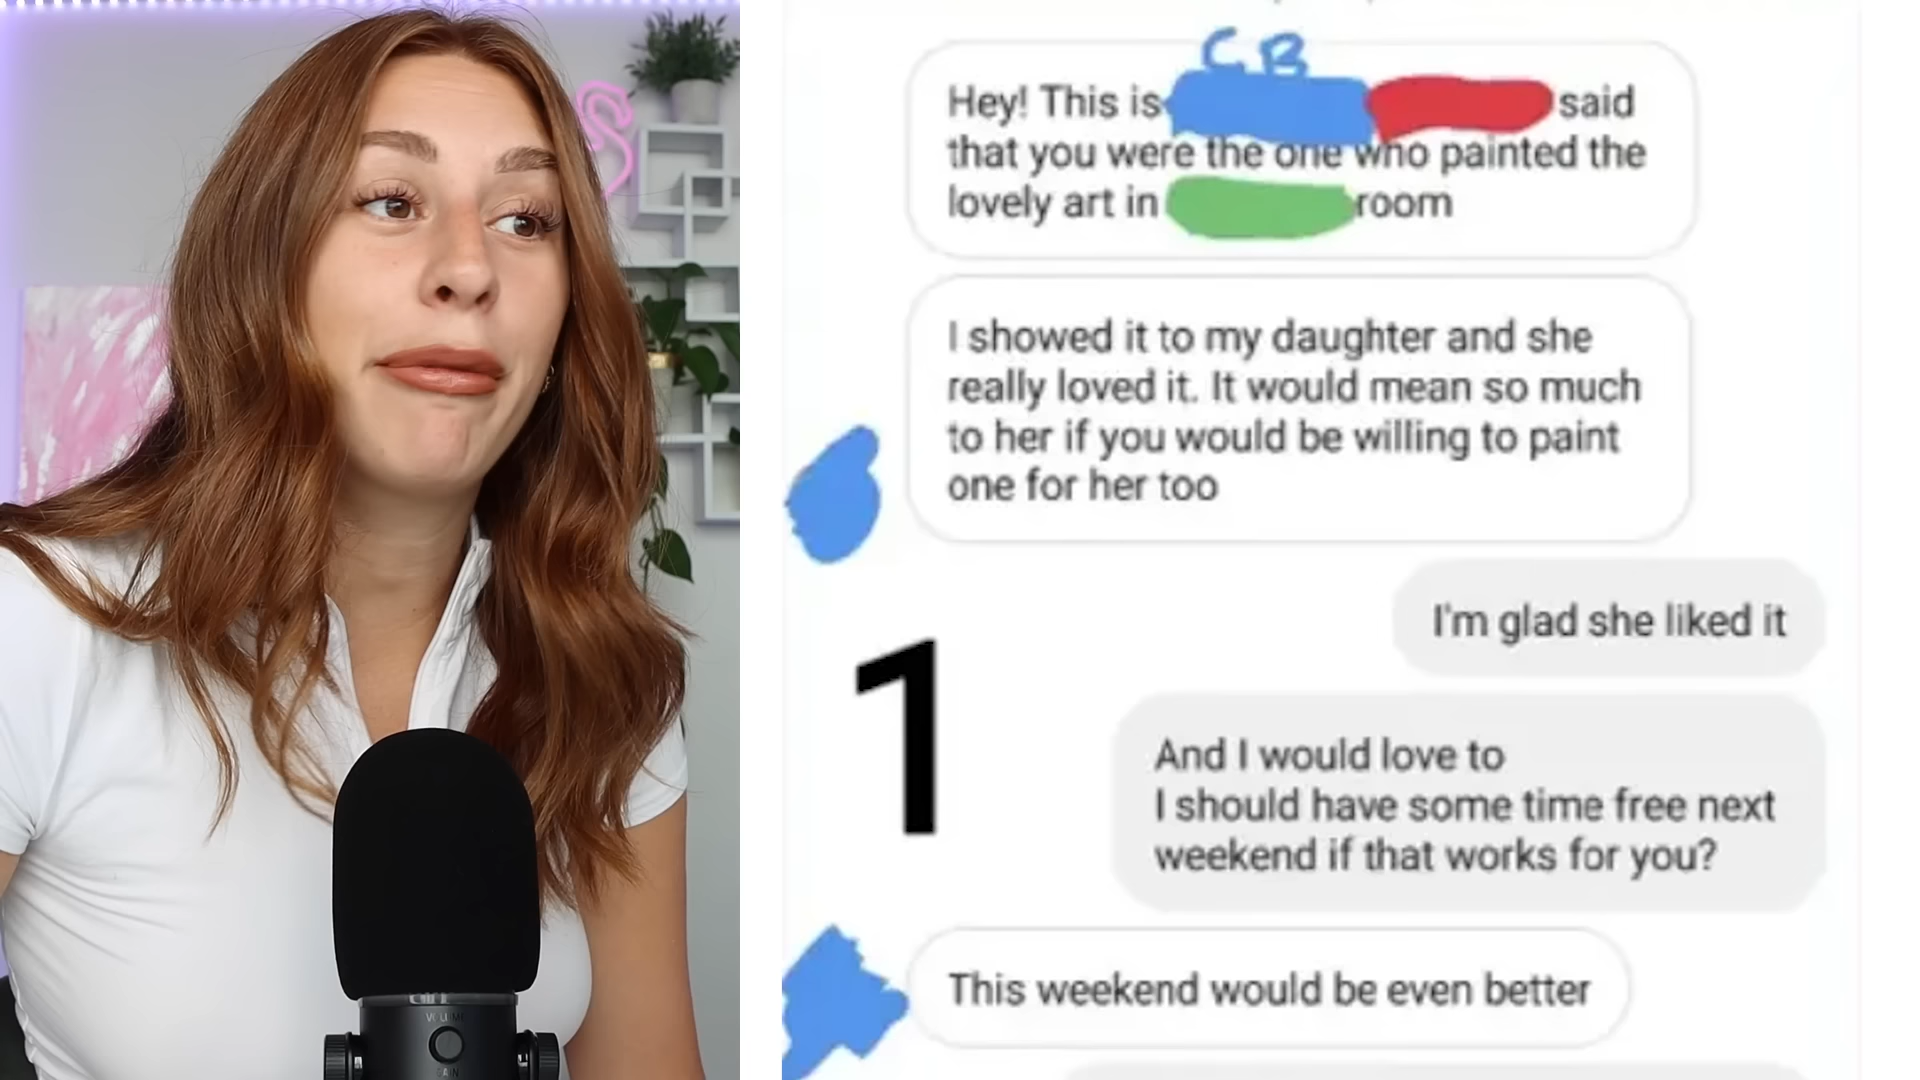 C B
Hey! This is said
that you were the one who painted the
lovely art in room
I showed it to my daughter and she
really loved it. It would mean so much
to her if you would be willing to paint
one for her too
I'm glad she liked it
1
And I would love to
I should have some time free next
weekend if that works for you?
This weekend would be even better
VOLUME
GAIN